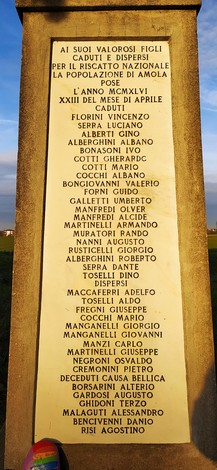 AI SUOI VALOROSI FIGLI
CADUTI E DISPERSI
PER IL RISCATTO NAZIONALE
LA POPOLAZIONE DI AMOLA
POSE
L'ANNO MCMXLVI
XXIII DEL MESE DI APRILE
CADUTI
FLORINI VINCENZO
SERRA LUCIANO
ALBERTI GINO
ALBERGHINI ALBANO
BONASONI IVO
COTTI GHERARDO
COTTI MARIO
COCCHI ALBANO
BONGIOVANNI VALERIO
FORNI GUIDO
GALLETTI UMBERTO
MANFREDI OLVER
MANFREDI ALCIDE
MARTINELLI ARMANDO
MURATORI RANDO
NANNI AUGUSTO
RUSTICELLI GIORGIO
ALBERGHINI ROBERTO
SERRA DANTE
TOSELLI DINO
DISPERSI
MACCAFERRI ADELFO
TOSELLI ALDO
FREGNI GIUSEPPE
COCCHI MARIO
MANGANELLI GIORGIO
MANGANELLI GIOVANNI
MANZI CARLO
MARTINELLI GIUSEPPE
NEGRONI OSVALDO
CREMONINI PIETRO
DECEDUTI CAUSA BELLICA
BORSARINI ALTERIO
GARDOSI AUGUSTO
GHIDONI TERZO
MALAGUTI ALESSANDRO
BENCIVENNI DANIO
RISI AGOSTINO